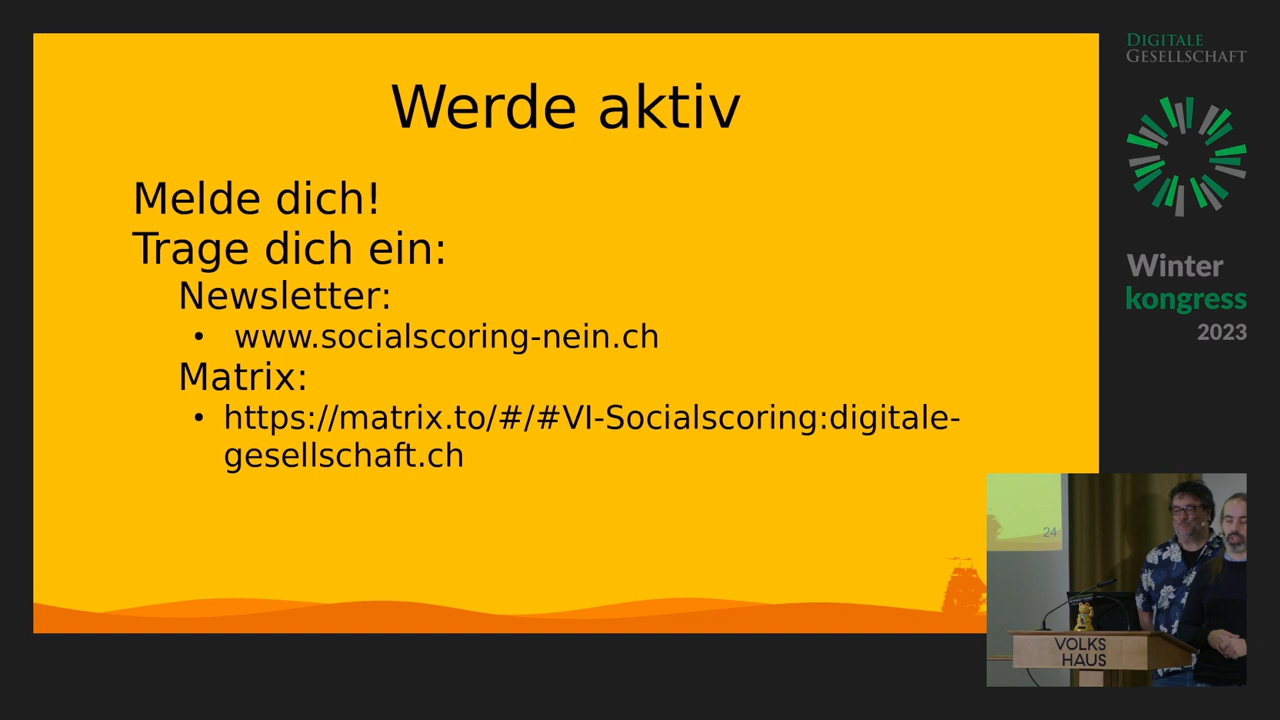 Werde aktiv
Melde dich!
Trage dich ein:
Newsletter:
• www.socialscoring-nein.ch
Matrix:
• https://matrix.to/#/#VI-Socialscoring:digitale-
gesellschaft.ch
DIGITALE
GESELLSCHAFT
Winter
kongress
2023
24
VOLKS
HAUS